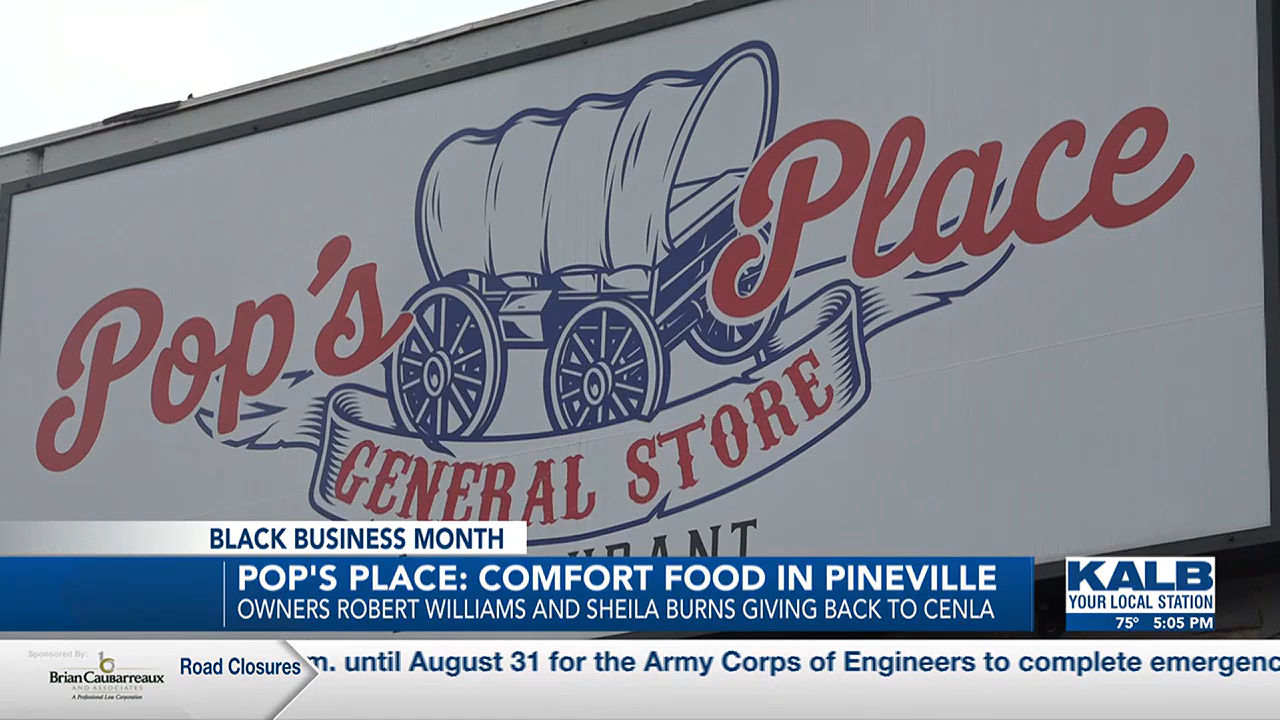 Pop's Place
GENERAL STORE
BLACK BUSINESS MONTH
POP'S PLACE: COMFORT FOOD IN PINEVILLE
OWNERS ROBERT WILLIAMS AND SHEILA BURNS GIVING BACK TO CENLA
KALB
YOUR LOCAL STATION
75° 5:05 PM
Sponsored By:
Brian Caubarreaux
AND ASSOCIATES
A Professional Law Corporation
Road Closures
m. until August 31 for the Army Corps of Engineers to complete emergenc